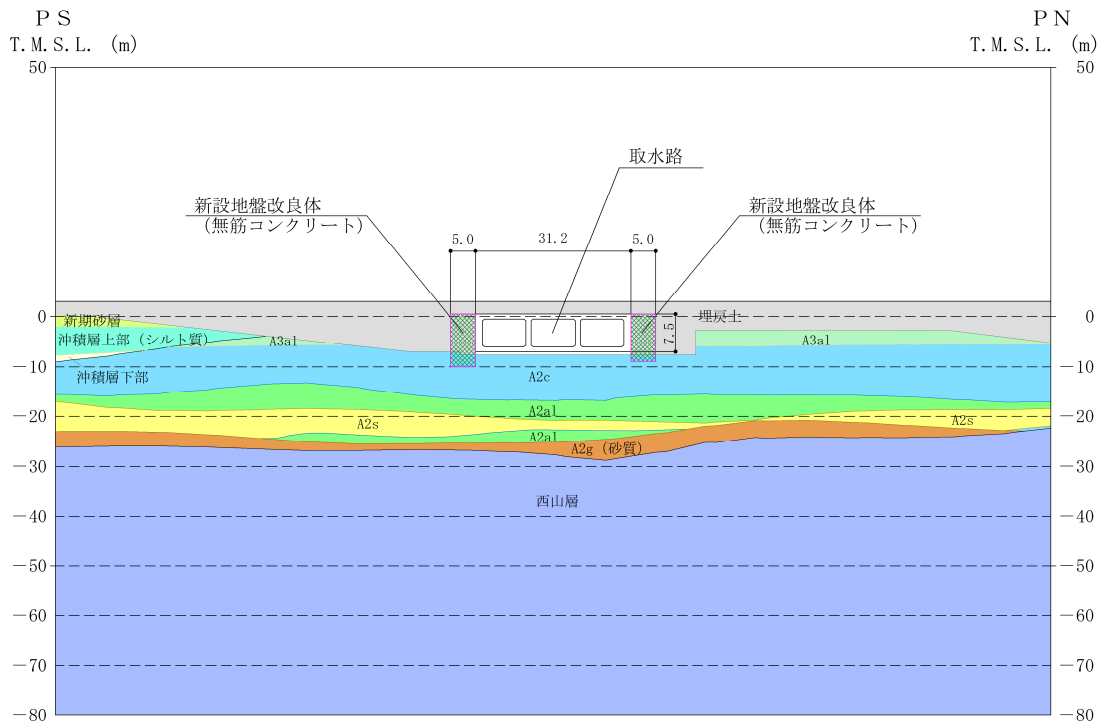 PS
PN
T.M.S.L. (m)
T.M.S.L. (m)
50
50
取水路
新設地盤改良体
(無筋コンクリート)
新設地盤改良体
(無筋コンクリート)
5.0
31.2
5.0
7.5
0
新期砂層
埋戻土
0
沖積層上部(シルト質)
A3al
A3al
-10
沖積層下部
A2c
-10
A2al
-20
A2s
A2s
-20
A2al
A2g(砂質)
-30
-30
西山層
-40
-40
-50
-50
-60
-60
-70
-70
-80
-80